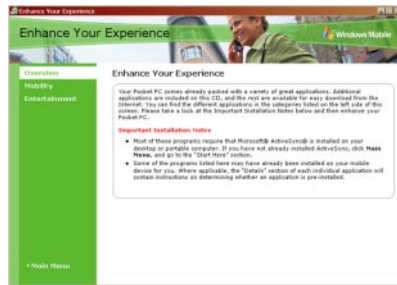 Enhance Your Experience
Enhance Your Experience
Windows Mobile
Overview
Mobility
Entertainment
Enhance Your Experience
Your Pocket PC comes already packed with a variety of great applications. Additional
applications are included on this CD, and the rest are available for easy download from the
Internet. You can find the different applications in the categories listed on the left side of this
screen. Please take a look at the Important Installation Notes below and then enhance your
Pocket PC.
Important Installation Notes
• Most of these programs require that Microsoft® ActiveSync® is installed on your
desktop or portable computer. If you have not already installed ActiveSync, click Main
Menu, and go to the "Start Here" section.
• Some of the programs listed here may have already been installed on your mobile
device for you. Where applicable, the "Details" section of each individual application will
contain instructions on determining whether an application is pre-installed.
Main Menu